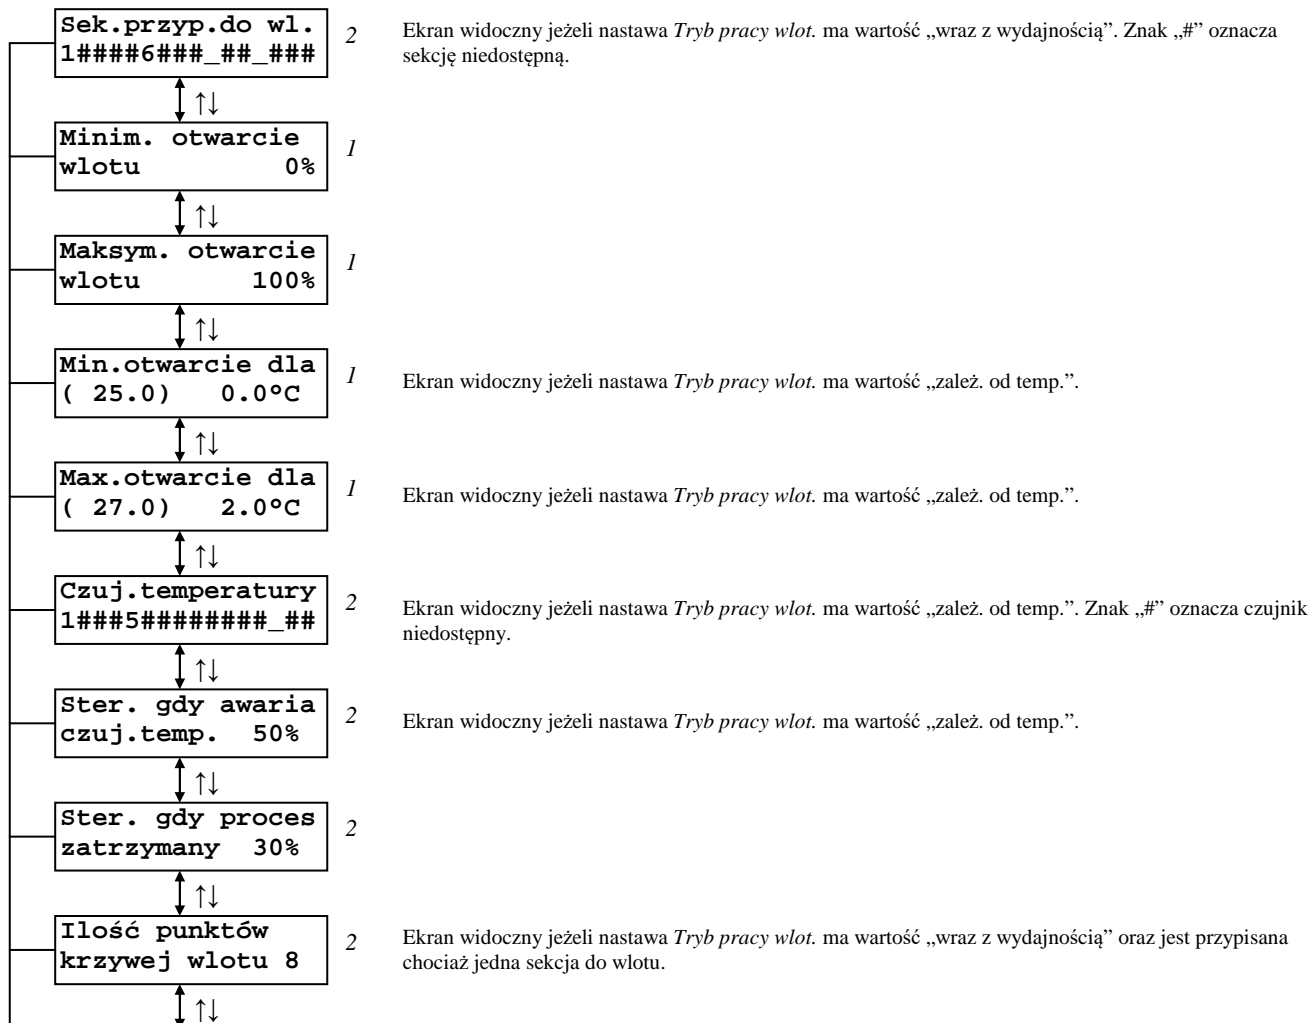 Sek.przyp.do wl.
1####6###_##_###
2
Ekran widoczny jeżeli nastawa Tryb pracy wlot. ma wartość „wraz z wydajnością”. Znak „#” oznacza
sekcję niedostępną.
↑↓
Minim. otwarcie
wlotu 0%
1
↑↓
Maksym. otwarcie
wlotu 100%
1
↑↓
Min.otwarcie dla
( 25.0) 0.0°C
1
Ekran widoczny jeżeli nastawa Tryb pracy wlot. ma wartość „zależ. od temp.”.
↑↓
Max.otwarcie dla
( 27.0) 2.0°C
1
Ekran widoczny jeżeli nastawa Tryb pracy wlot. ma wartość „zależ. od temp.”.
↑↓
Czuj.temperatury
1###5########_##
2
Ekran widoczny jeżeli nastawa Tryb pracy wlot. ma wartość „zależ. od temp.”. Znak „#” oznacza czujnik
niedostępny.
↑↓
Ster. gdy awaria
czuj.temp. 50%
2
Ekran widoczny jeżeli nastawa Tryb pracy wlot. ma wartość „zależ. od temp.”.
↑↓
Ster. gdy proces
zatrzymany 30%
2
↑↓
Ilość punktów
krzywej wlotu 8
2
Ekran widoczny jeżeli nastawa Tryb pracy wlot. ma wartość „wraz z wydajnością” oraz jest przypisana
chociaż jedna sekcja do wlotu.
↑↓